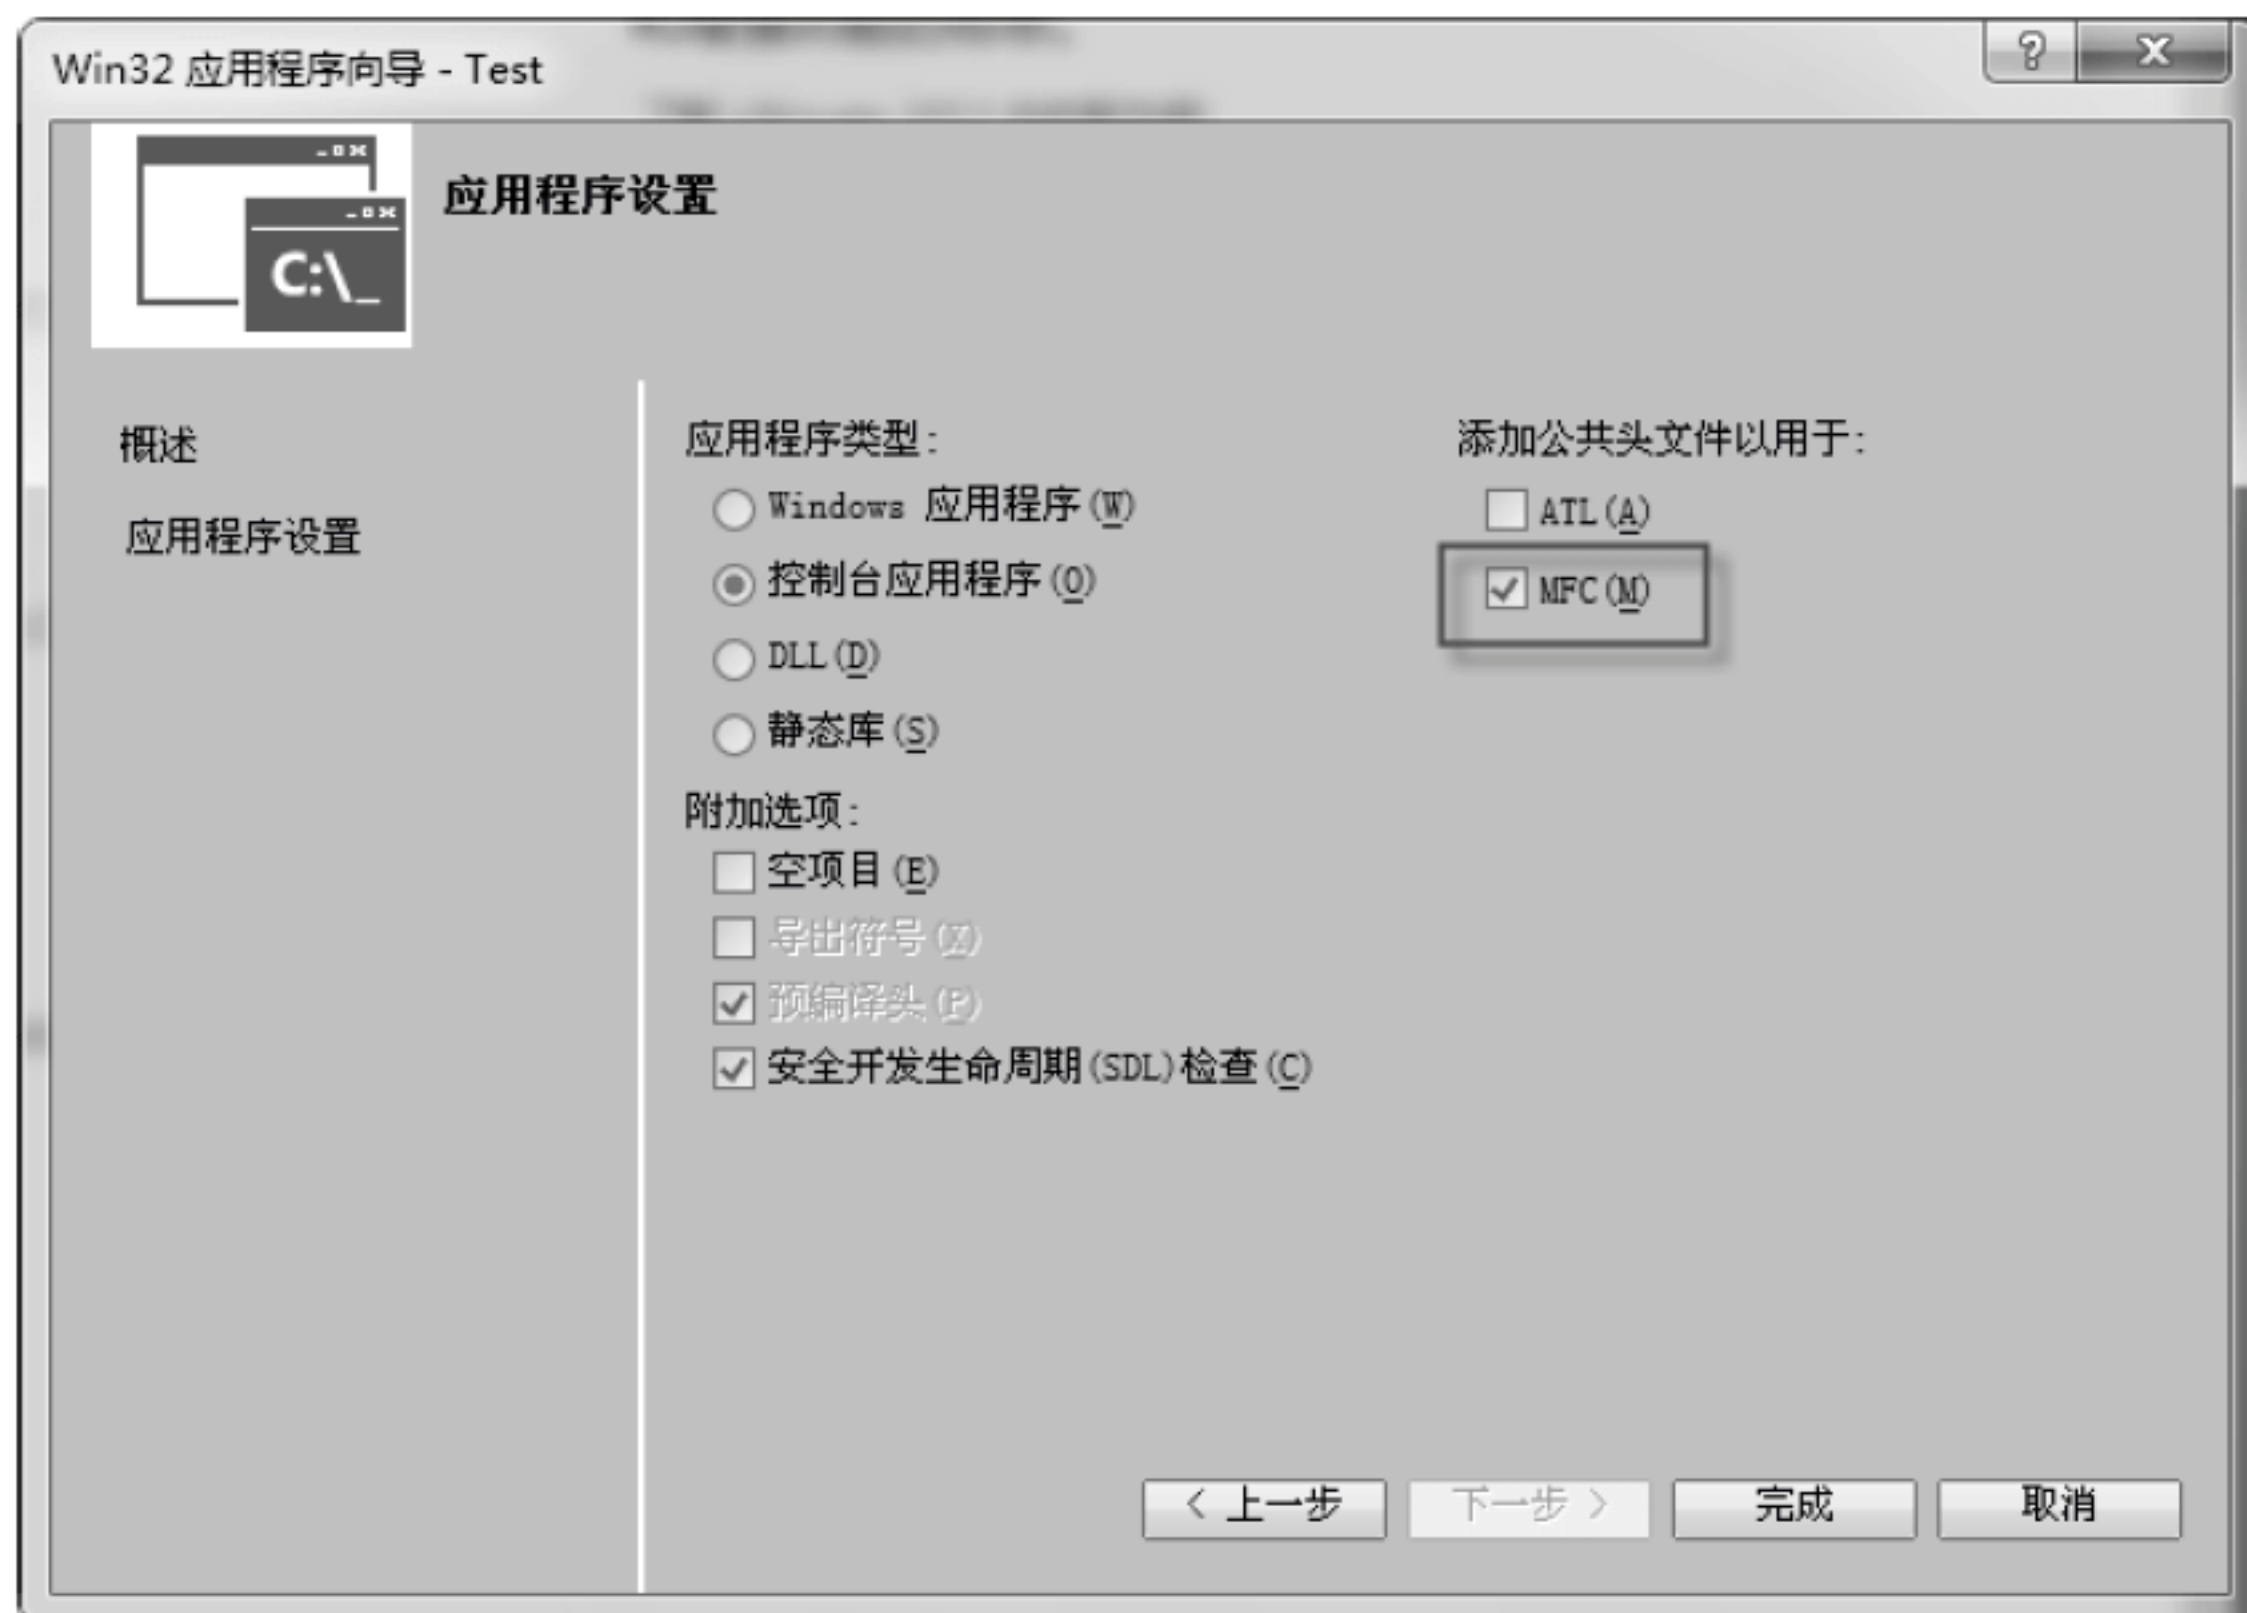 Win32 应用程序向导 - Test
C:\_
应用程序设置
概述
应用程序设置
应用程序类型:
Windows 应用程序(W)
控制台应用程序(O)
DLL(D)
静态库(S)
附加选项:
空项目(E)
导出符号(X)
预编译头(P)
安全开发生命周期(SDL)检查(C)
添加公共头文件以用于:
ATL(A)
MFC(M)
< 上一步
下一步 >
完成
取消